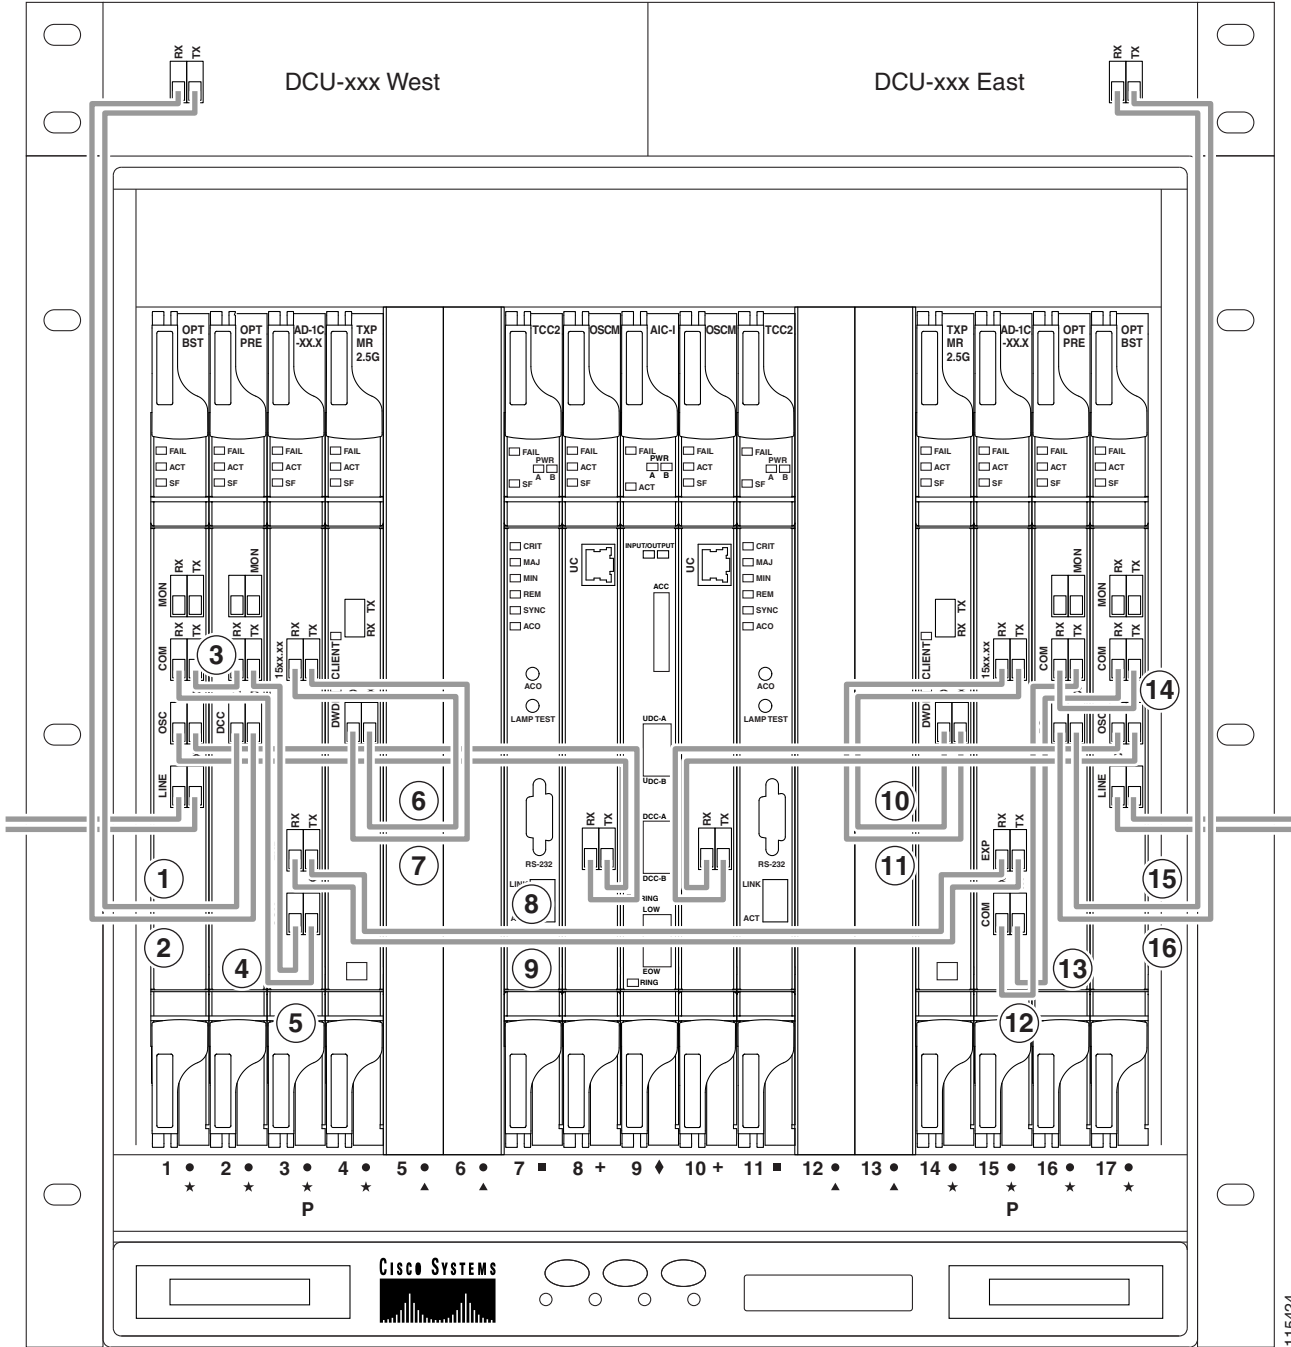 RX TX
DCU-xxx West
DCU-xxx East
RX TX
OPT BST
OPT PRE
AD-1C -XX.X
TXP MR 2.5G
TCC2
OSCM
AIC-I
OSCM
TCC2
TXP MR 2.5G
AD-1C -XX.X
OPT PRE
OPT BST
FAIL FAIL FAIL FAIL FAIL FAIL FAIL FAIL FAIL FAIL FAIL FAIL FAIL
PWR PWR PWR
ACT ACT ACT ACT ACT ACT ACT ACT ACT ACT
A B A B A B
SF SF SF SF SF SF ACT SF SF SF SF SF SF
CRIT
MAJ
MIN
REM
SYNC
ACO
UC
INPUT/OUTPUT
ACC
UC
CRIT
MAJ
MIN
REM
SYNC
ACO
MON RX TX
MON
RX TX
MON
MON RX TX
COM RX TX
3
RX TX
15xx.xx RX TX
CLIENT RX TX
ACO
LAMP TEST
ACO
LAMP TEST
CLIENT RX TX
15xx.xx RX TX
COM RX TX
COM RX TX
14
OSC
DCC
DWD
UDC-A
UDC-B
DWD
OSC
LINE
LINE
6
10
DCC-A
DCC-B
RX TX
RX TX
RX TX
EXP RX TX
RS-232
RS-232
1
7
11
15
LINK
8
RING
LOW
LINK
ACT
COM
2
4
9
EOW
RING
13
16
5
12
1 2 3 4 5 6 7 8 + 9 10 + 11 12 13 14 15 16 17
P P
CISCO SYSTEMS
115424